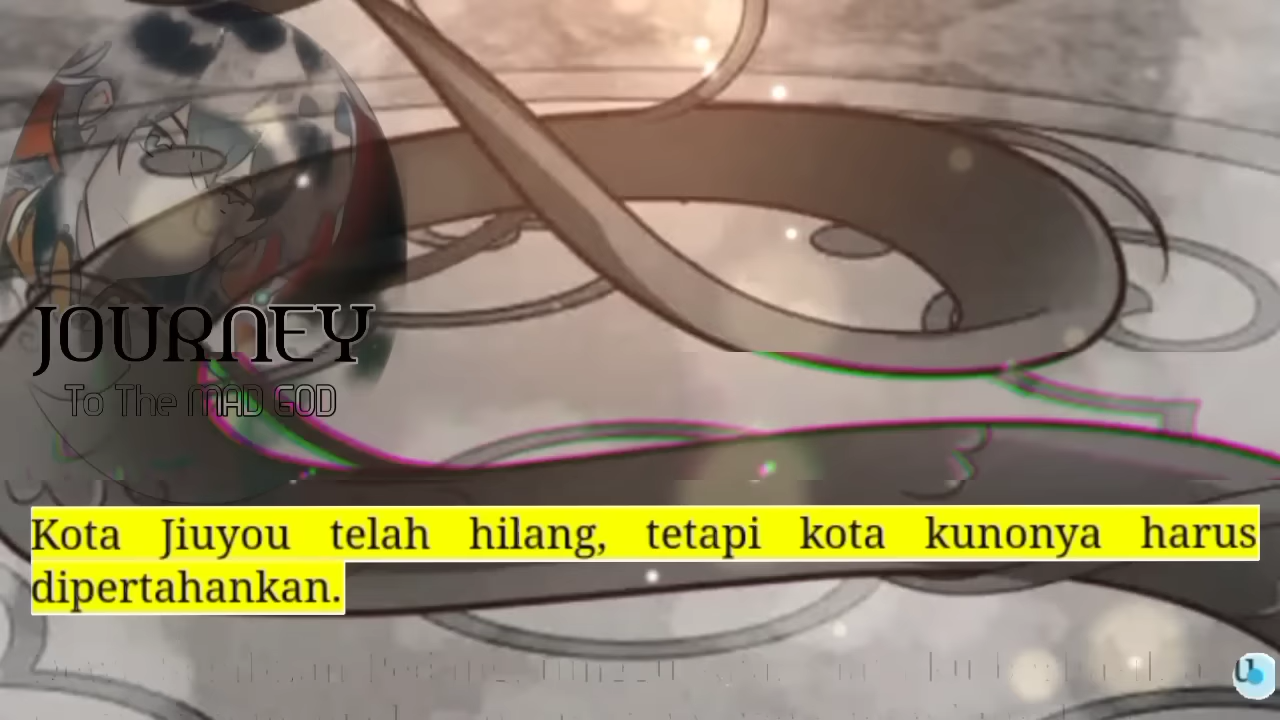 JOURNEY
To The MAD GOD
Kota Jiuyou telah hilang, tetapi kota kunonya harus
dipertahankan.